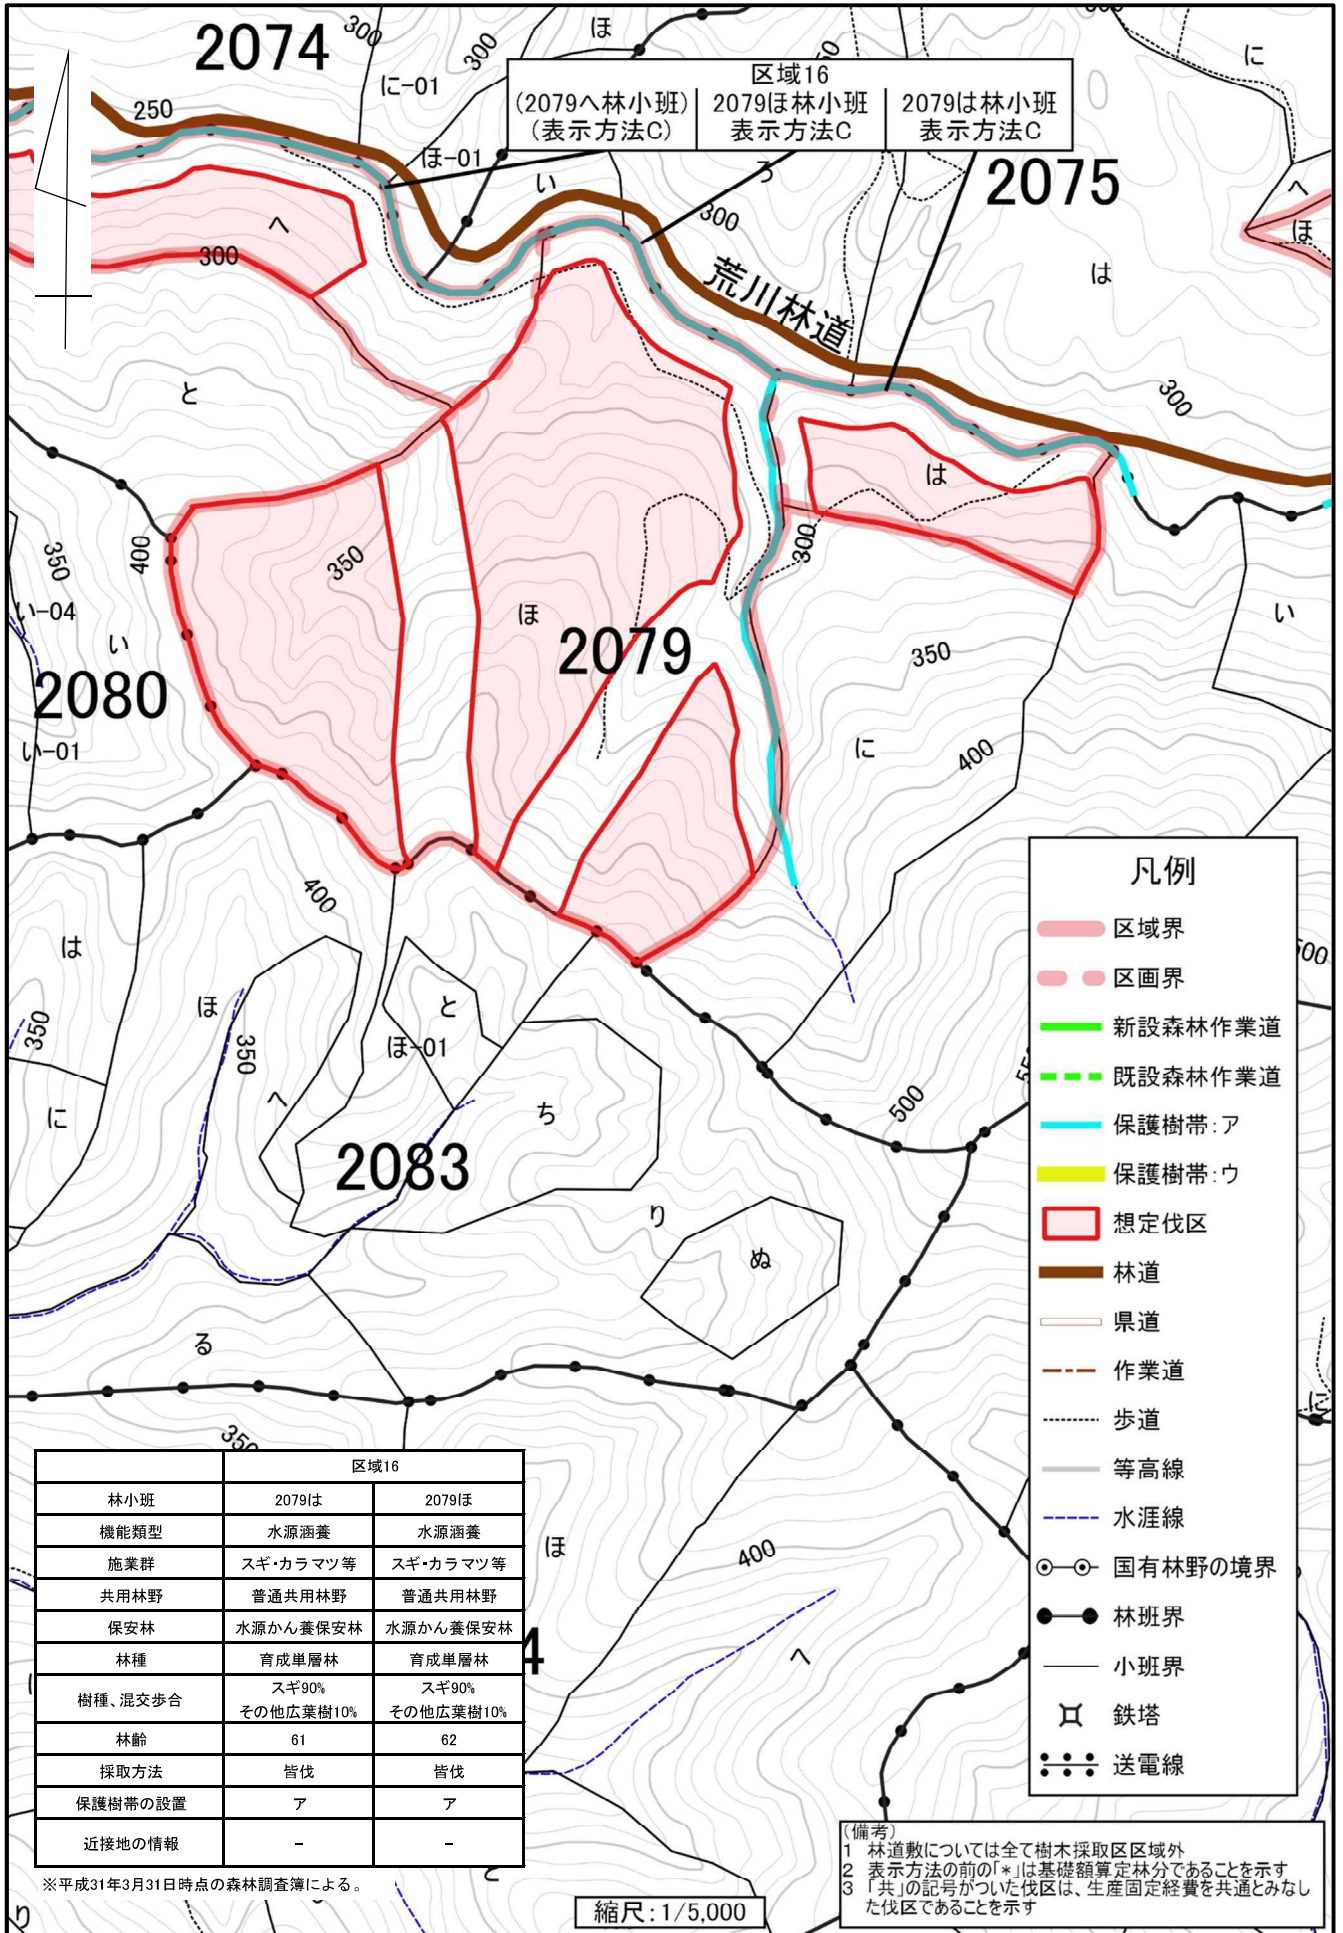 2074
300
300
ほ
に-01
に
区域16
(2079へ林小班)
(表示方法C)
2079ほ林小班
表示方法C
2079は林小班
表示方法C
250
ほ-01
い
ろ
2075
300
へ
ほ
は
へ
300
荒川林道
と
300
は
350
400
350
300
い-04
い
ほ
2079
350
い
2080
い-01
に
400
400
は
350
ほ
350
へ
と
ほ-01
に
ち
500
2083
り
ぬ
る
350
ほ
400
へ
4
に
と
り
凡例
区域界
区画界
新設森林作業道
既設森林作業道
保護樹帯:ア
保護樹帯:ウ
想定伐区
林道
県道
作業道
歩道
等高線
水涯線
国有林野の境界
林班界
小班界
鉄塔
送電線
区域16
林小班 2079は 2079ほ
機能類型 水源涵養 水源涵養
施業群 スギ・カラマツ等 スギ・カラマツ等
共用林野 普通共用林野 普通共用林野
保安林 水源かん養保安林 水源かん養保安林
林種 育成単層林 育成単層林
樹種、混交歩合 スギ90% その他広葉樹10% スギ90% その他広葉樹10%
林齢 61 62
採取方法 皆伐 皆伐
保護樹帯の設置 ア ア
近接地の情報 - -
※平成31年3月31日時点の森林調査簿による。
縮尺:1/5,000
(備考)
1 林道敷については全て樹木採取区区域外
2 表示方法の前の「*」は基礎額算定林分であることを示す
3 「共」の記号がついた伐区は、生産固定経費を共通とみなし
た伐区であることを示す